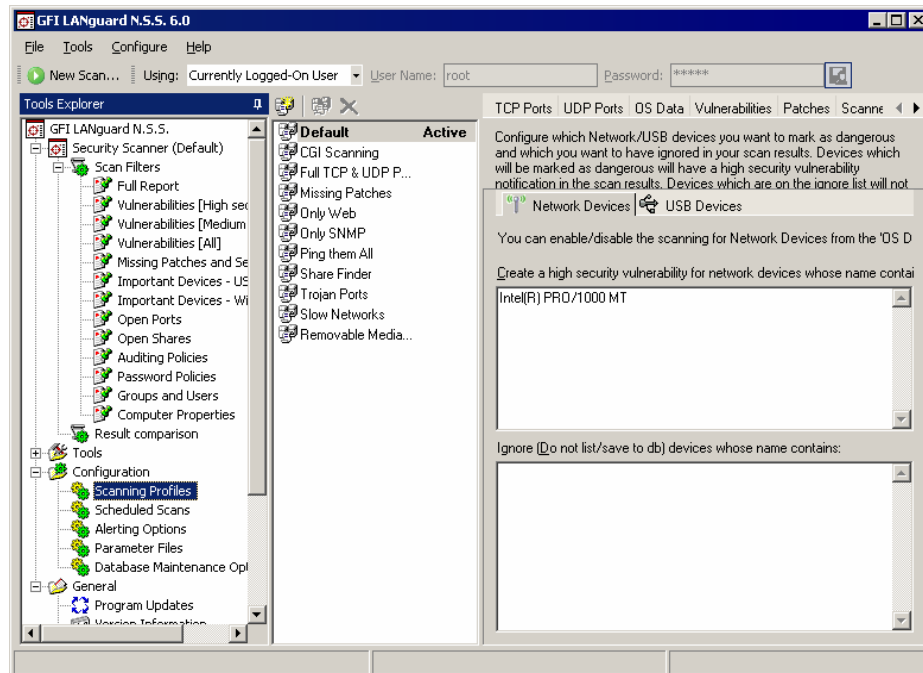 GFI LANguard N.S.S. 6.0
File Tools Configure Help
New Scan... Using: Currently Logged-On User User Name: root Password: *****
Tools Explorer
GFI LANguard N.S.S.
Security Scanner (Default)
Scan Filters
Full Report
Vulnerabilities [High sec
Vulnerabilities [Medium
Vulnerabilities [All]
Missing Patches and Se
Important Devices - US
Important Devices - Wi
Open Ports
Open Shares
Auditing Policies
Password Policies
Groups and Users
Computer Properties
Result comparison
Tools
Configuration
Scanning Profiles
Scheduled Scans
Alerting Options
Parameter Files
Database Maintenance Op
General
Program Updates
Version Information
Default Active
CGI Scanning
Full TCP & UDP P...
Missing Patches
Only Web
Only SNMP
Ping them All
Share Finder
Trojan Ports
Slow Networks
Removable Media...
TCP Ports UDP Ports OS Data Vulnerabilities Patches Scanne
Configure which Network/USB devices you want to mark as dangerous
and which you want to have ignored in your scan results. Devices which
will be marked as dangerous will have a high security vulnerability
notification in the scan results. Devices which are on the ignore list will not
Network Devices USB Devices
You can enable/disable the scanning for Network Devices from the 'OS D
Create a high security vulnerability for network devices whose name contai
Intel(R) PRO/1000 MT
Ignore (Do not list/save to db) devices whose name contains: